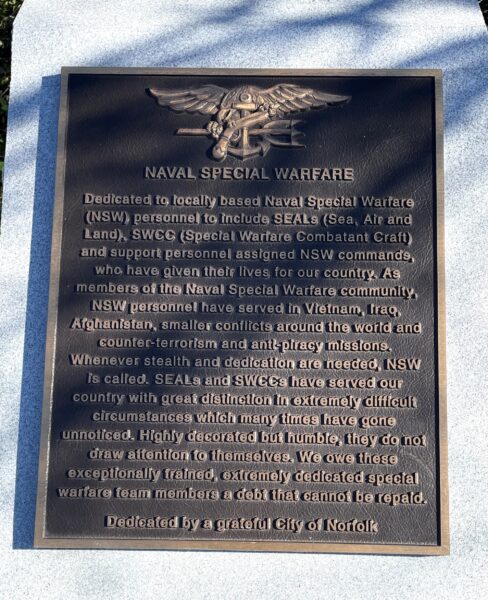 NAVAL SPECIAL WARFARE
Dedicated to locally based Naval Special Warfare
(NSW) personnel to include SEALs (Sea, Air and
Land), SWCC (Special Warfare Combatant Craft)
and support personnel assigned NSW commands,
who have given their lives for our country. As
members of the Naval Special Warfare community,
NSW personnel have served in Vietnam, Iraq,
Afghanistan, smaller conflicts around the world and
counter-terrorism and anti-piracy missions.
Whenever stealth and dedication are needed, NSW
is called. SEALs and SWCCs have served our
country with great distinction in extremely difficult
circumstances which many times have gone
unnoticed. Highly decorated but humble, they do not
draw attention to themselves. We owe these
exceptionally trained, extremely dedicated special
warfare team members a debt that cannot be repaid.
Dedicated by a grateful City of Norfolk